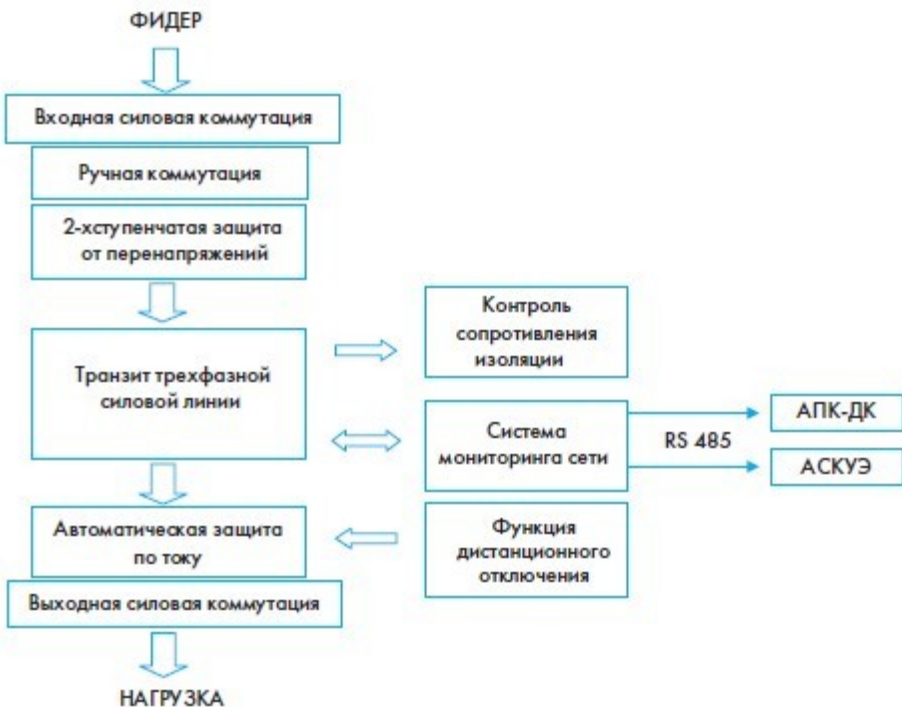 ФИДЕР
Входная силовая коммутация
Ручная коммутация
2-хступенчатая защита
от перенапряжений
Транзит трехфазной
силовой линии
Автоматическая защита
по току
Выходная силовая коммутация
НАГРУЗКА
Контроль
сопротивления
изоляции
Система
мониторинга сети
Функция
дистанционного
отключения
RS 485
АПК-ДК
АСКУЭ